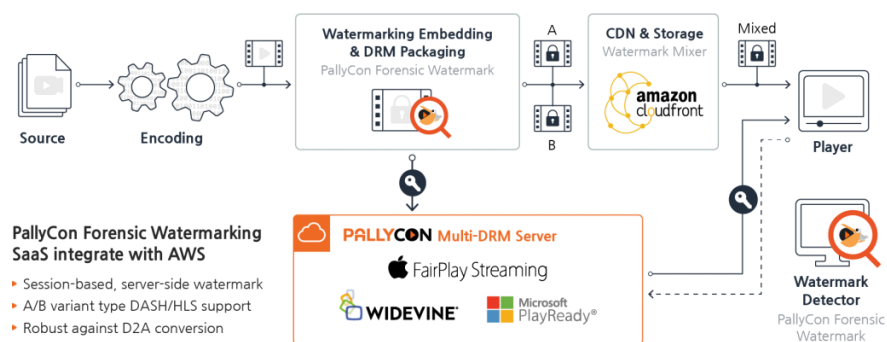 Source
Encoding
Watermarking Embedding
& DRM Packaging
PallyCon Forensic Watermark
A
B
CDN & Storage
Watermark Mixer
amazon
cloudfront
Mixed
Player
PallyCon Forensic Watermarking
SaaS integrate with AWS
Session-based, server-side watermark
A/B variant type DASH/HLS support
Robust against D2A conversion
PALLYCON Multi-DRM Server
FairPlay Streaming
WIDEVINE
Microsoft
PlayReady®
Watermark
Detector
PallyCon Forensic
Watermark